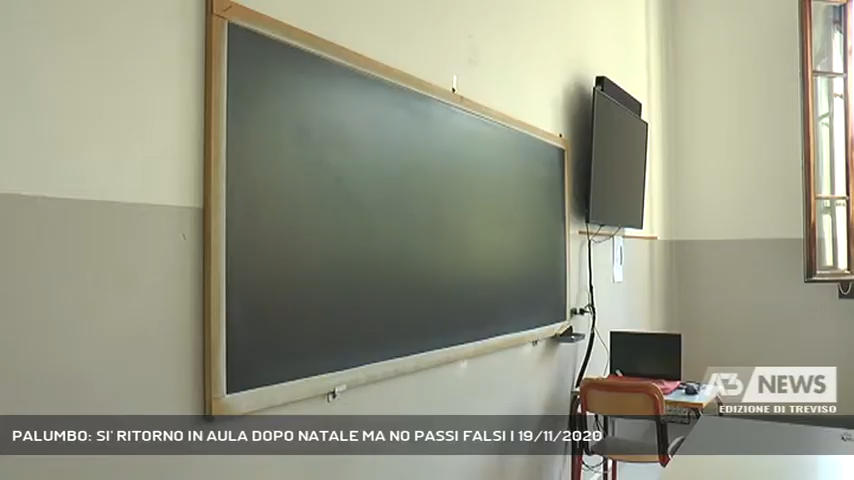 A3 NEWS
EDIZIONE DI TREVISO
PALUMBO: SI' RITORNO IN AULA DOPO NATALE MA NO PASSI FALSI | 19/11/2020